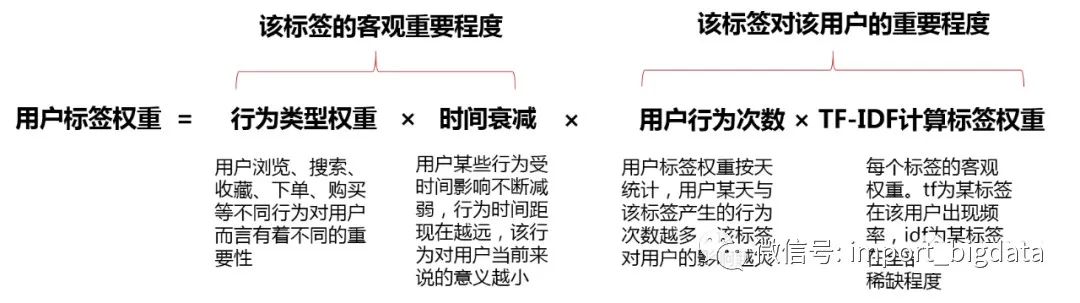 该标签的客观重要程度
该标签对该用户的重要程度
用户标签权重 = 行为类型权重 × 时间衰减 × 用户行为次数 × TF-IDF计算标签权重
用户浏览、搜索、
收藏、下单、购买
等不同行为对用户
而言有着不同的重
要性
用户某些行为受
时间影响不断减
弱，行为时间距
现在越远，该行
为对用户当前来
说的意义越小
用户标签权重按天
统计，用户某天与
该标签产生的行为
次数越多，该标签
对用户的影响越大
每个标签的客观
权重。tf为某标签
在该用户出现频
率，idf为某标签
稀缺程度
微信号: import_bigdata